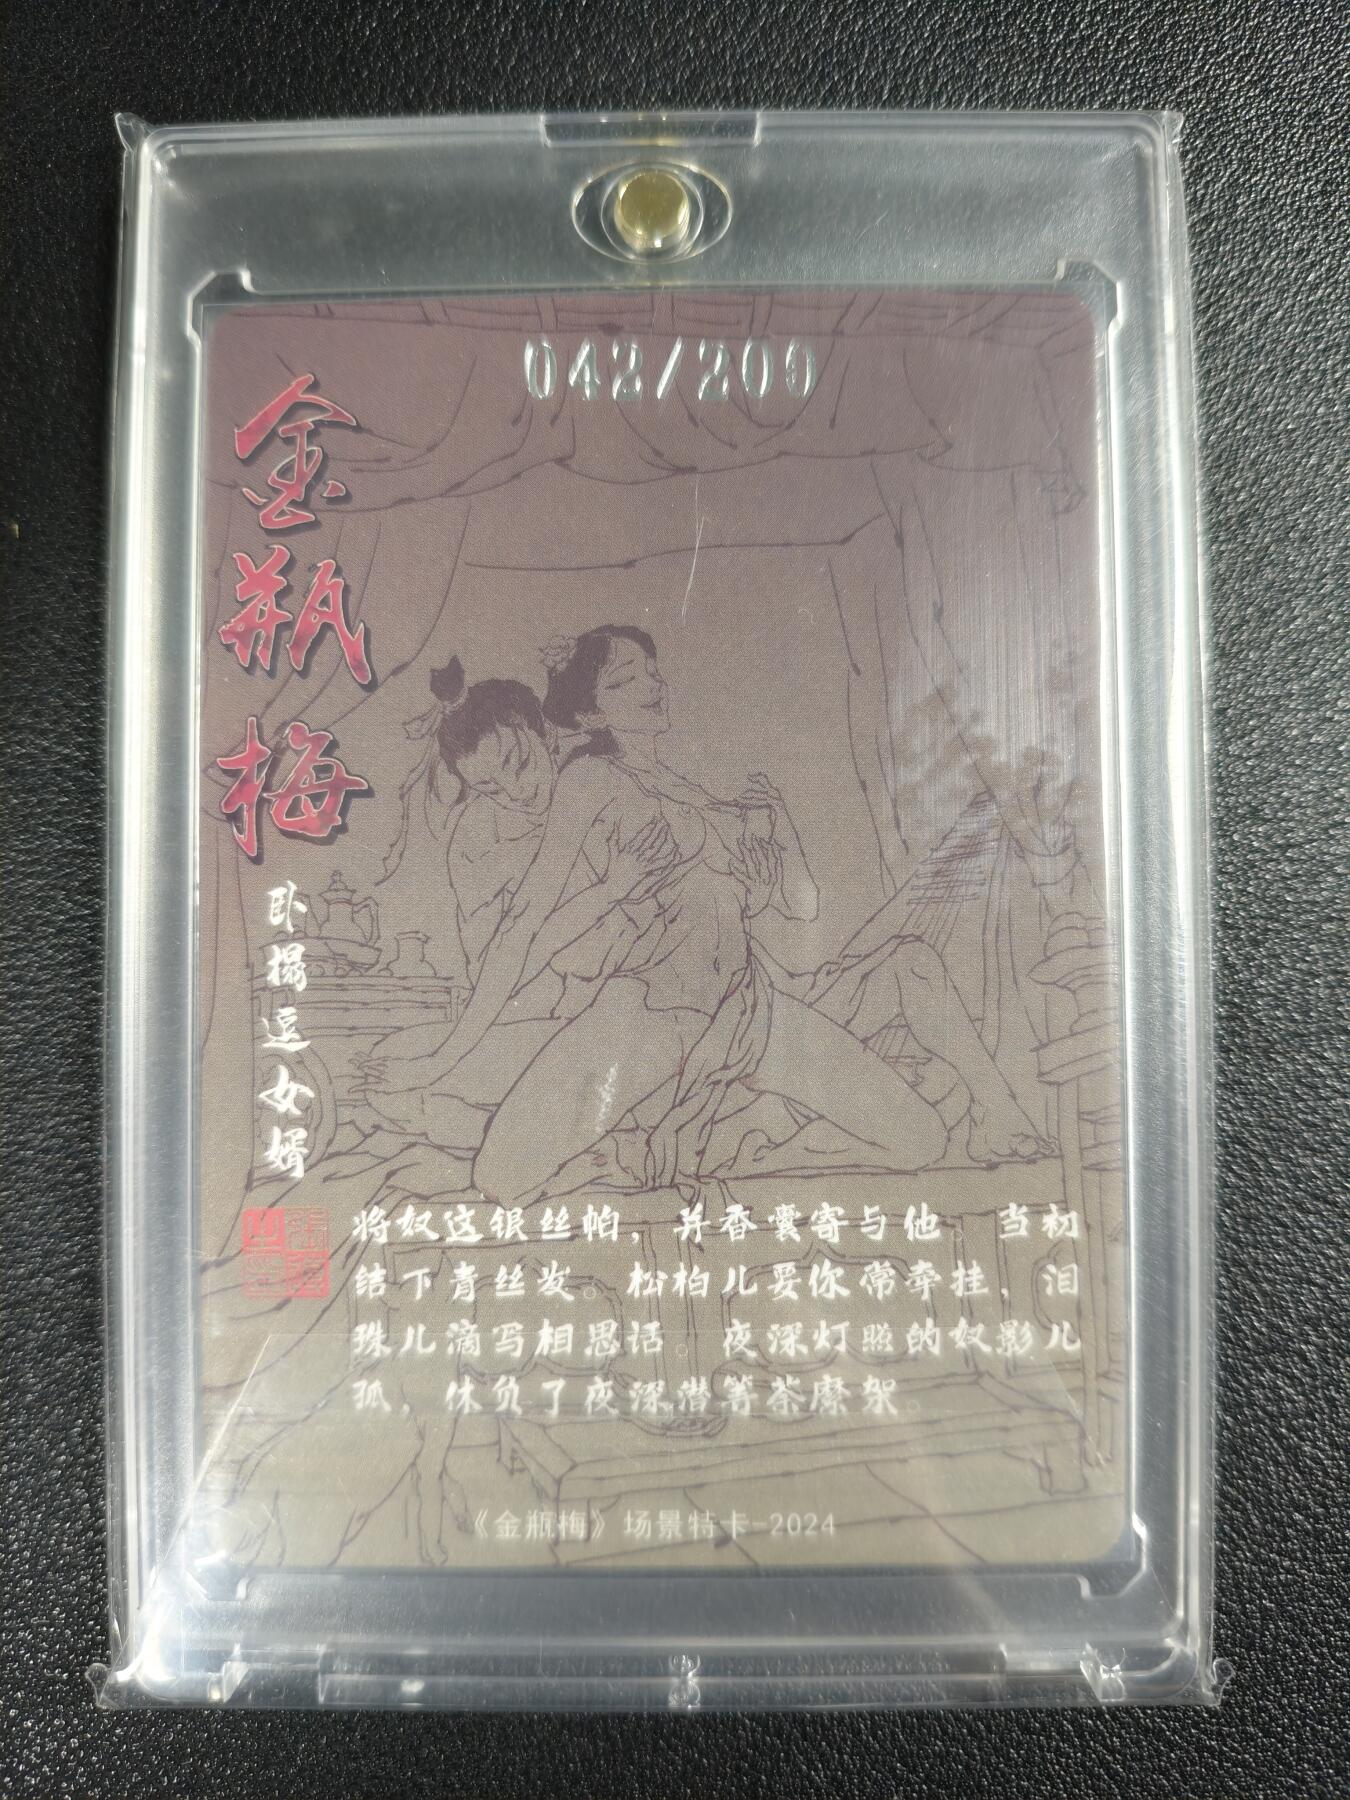 042/200
金瓶梅
卧榻逗女婿
将奴这银丝帕，并香囊寄与他。当初
结下青丝发。松柏儿要你常牵挂，泪
珠儿滴写相思话。夜深灯照的奴影儿
孤，休负了夜深潜等荼縻架。
《金瓶梅》场景特卡-2024